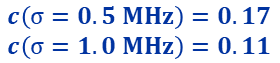 c(σ = 0.5 MHz) = 0.17
c(σ = 1.0 MHz) = 0.11